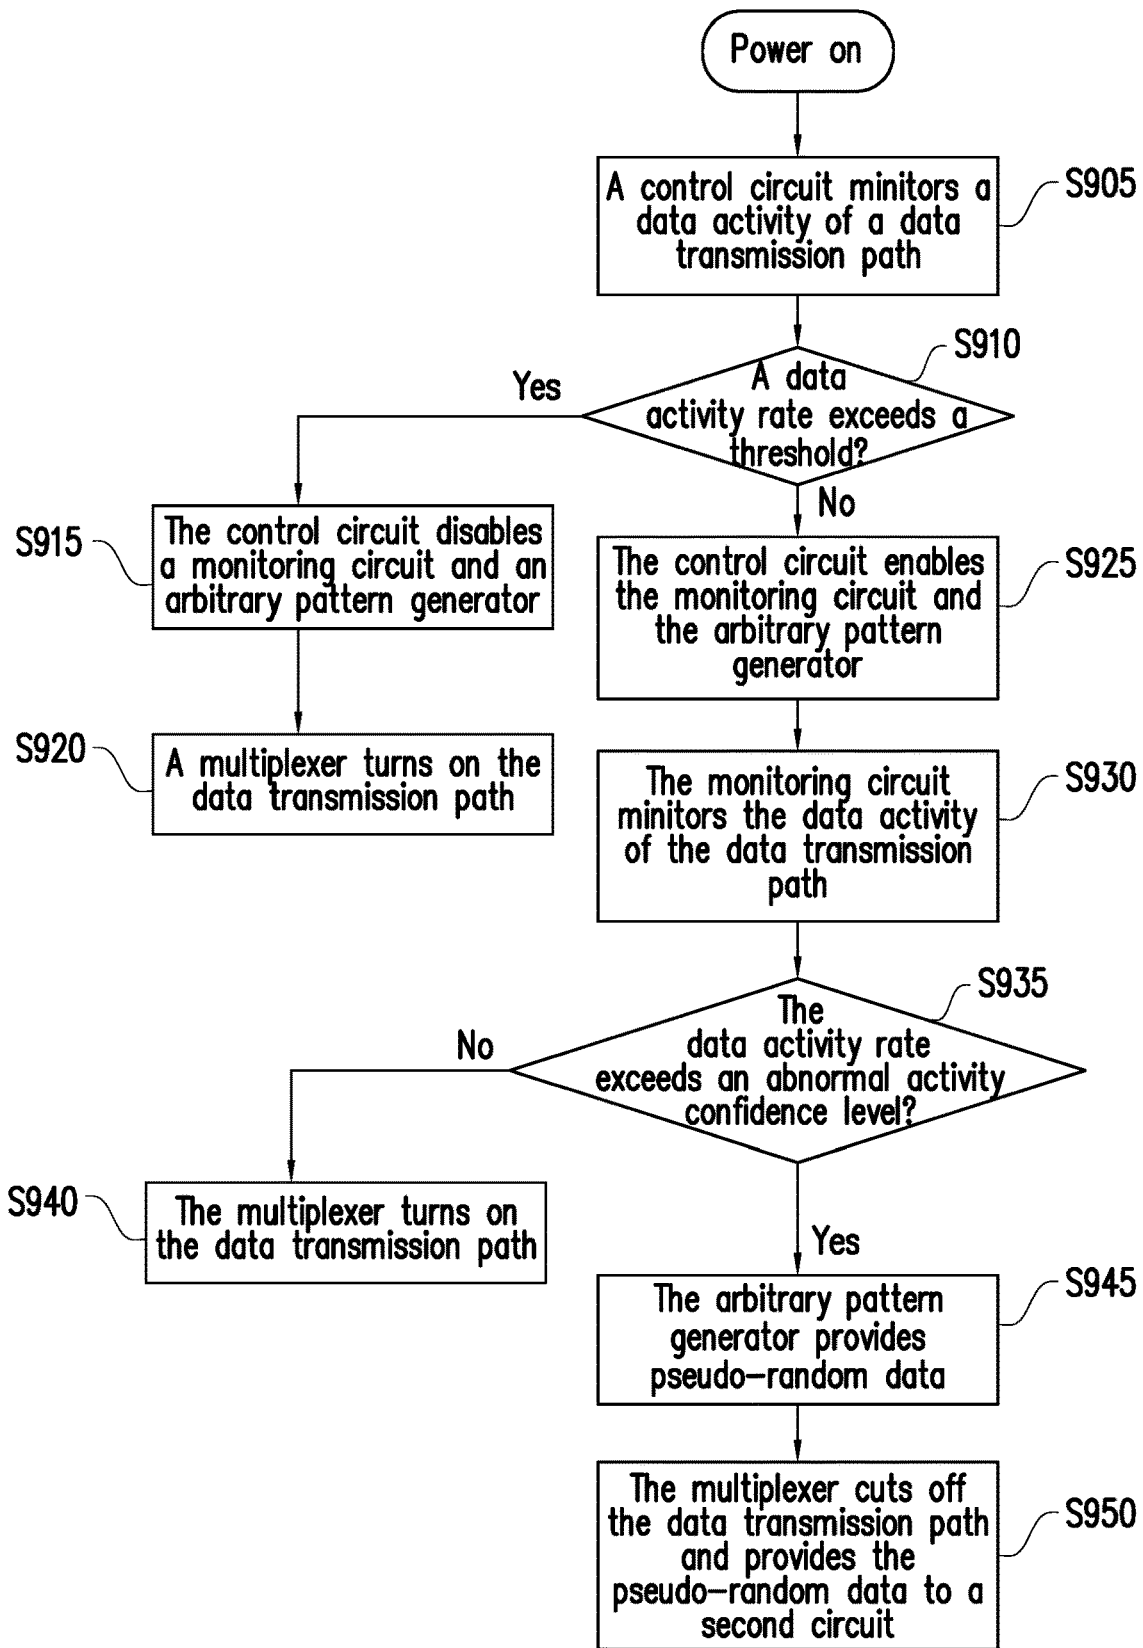 Power on
A control circuit minitors a
data activity of a data
transmission path
S905
S910
A data
activity rate exceeds a
threshold?
Yes
No
S915
The control circuit disables
a monitoring circuit and an
arbitrary pattern generator
The control circuit enables
the monitoring circuit and
the arbitrary pattern
generator
S925
S920
A multiplexer turns on the
data transmission path
The monitoring circuit
minitors the data activity
of the data transmission
path
S930
S935
The
data activity rate
exceeds an abnormal activity
confidence level?
No
Yes
S940
The multiplexer turns on
the data transmission path
The arbitrary pattern
generator provides
pseudo-random data
S945
The multiplexer cuts off
the data transmission path
and provides the
pseudo-random data to a
second circuit
S950